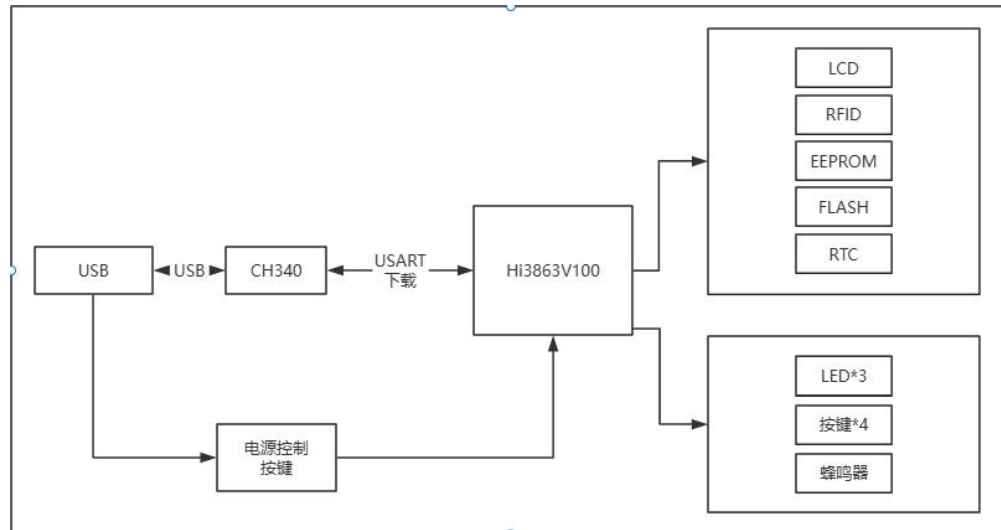 LCD
RFID
EEPROM
FLASH
RTC
USB
USB
CH340
USART
下载
Hi3863V100
LED*3
按键*4
蜂鸣器
电源控制
按键